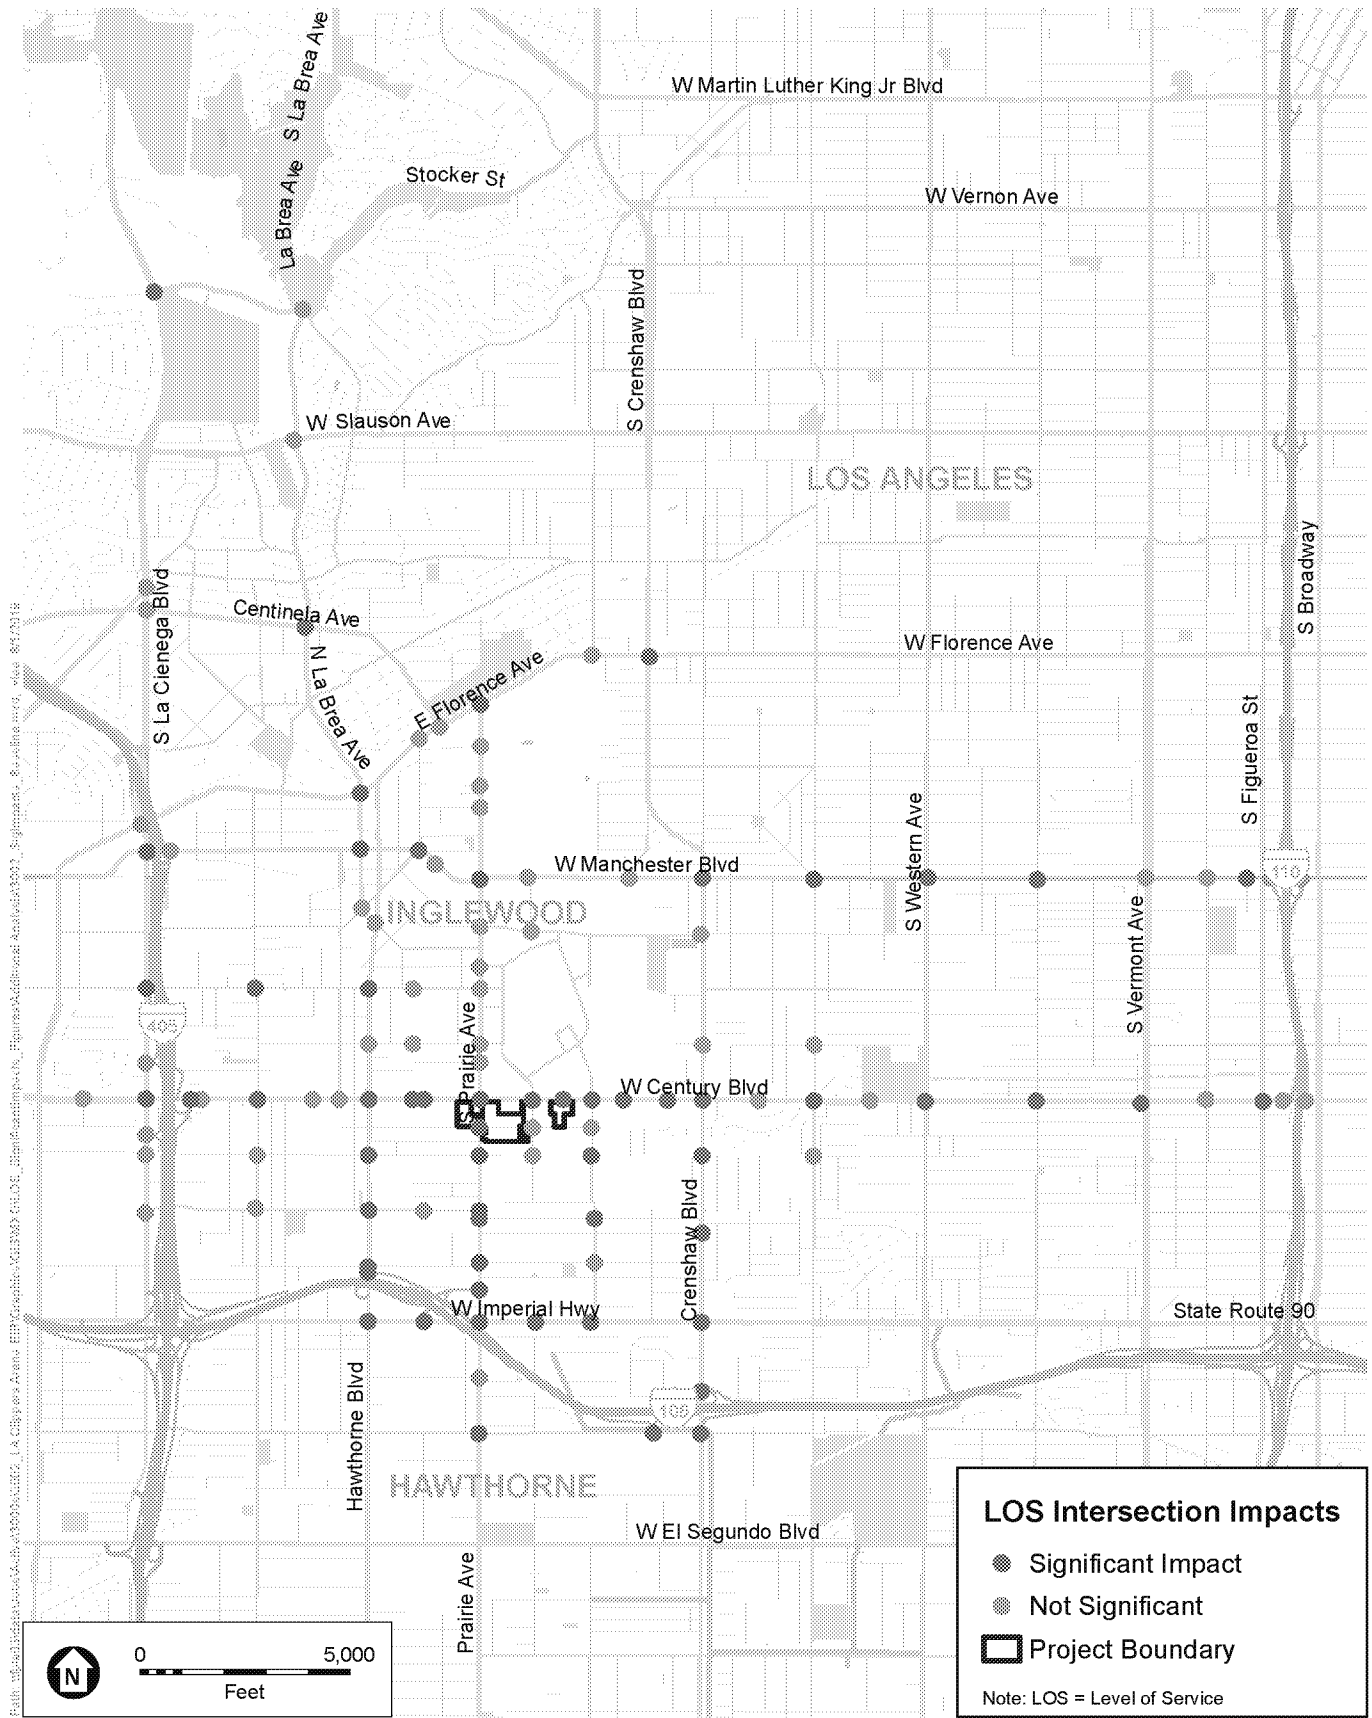 S La Brea Ave
W Martin Luther King Jr Blvd
La Brea Ave
Stocker St
W Vernon Ave
S Crenshaw Blvd
W Slauson Ave
LOS ANGELES
S Broadway
S La Cienega Blvd
Centinela Ave
N La Brea Ave
E Florence Ave
W Florence Ave
S Figueroa St
S Western Ave
W Manchester Blvd
110
INGLEWOOD
S Vermont Ave
405
S Prairie Ave
W Century Blvd
Crenshaw Blvd
W Imperial Hwy
State Route 90
Hawthorne Blvd
105
HAWTHORNE
W El Segundo Blvd
Prairie Ave
LOS Intersection Impacts
Significant Impact
Not Significant
Project Boundary
Note: LOS = Level of Service
N
0 5,000
Feet